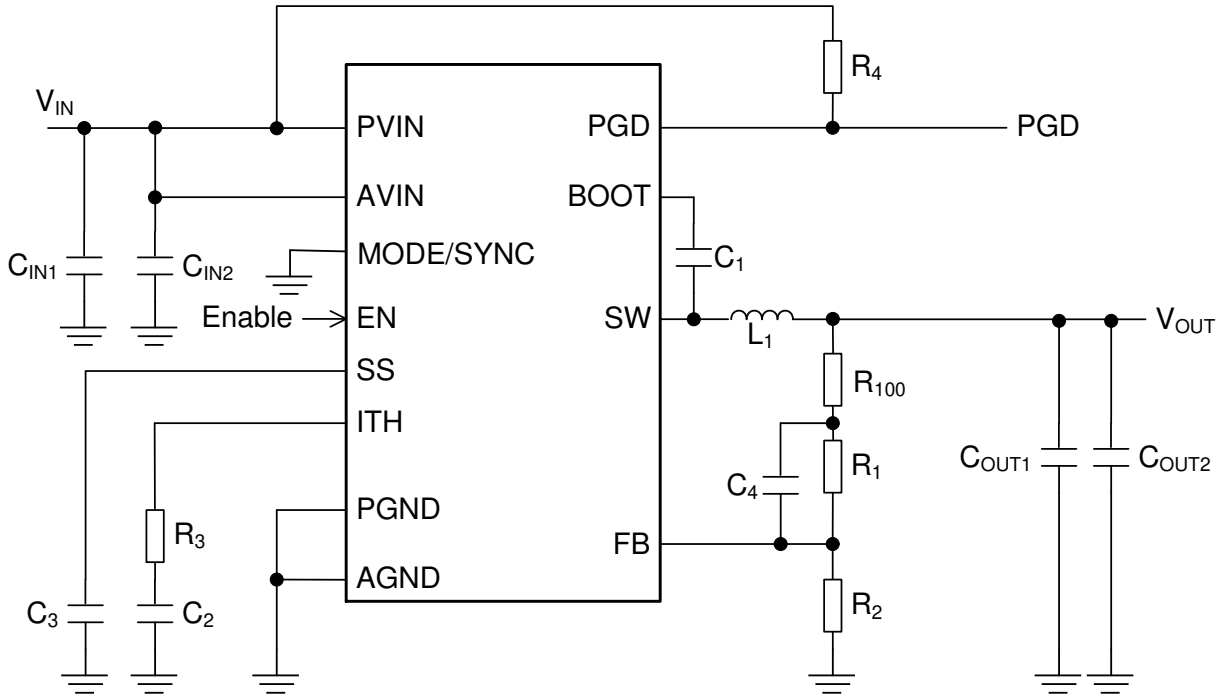 R4
VIN
PVIN
PGD
PGD
AVIN
BOOT
MODE/SYNC
CIN1
CIN2
C1
Enable
EN
SW
L1
VOUT
SS
R100
ITH
R1
COUT1
COUT2
C4
PGND
R3
FB
AGND
C3
C2
R2